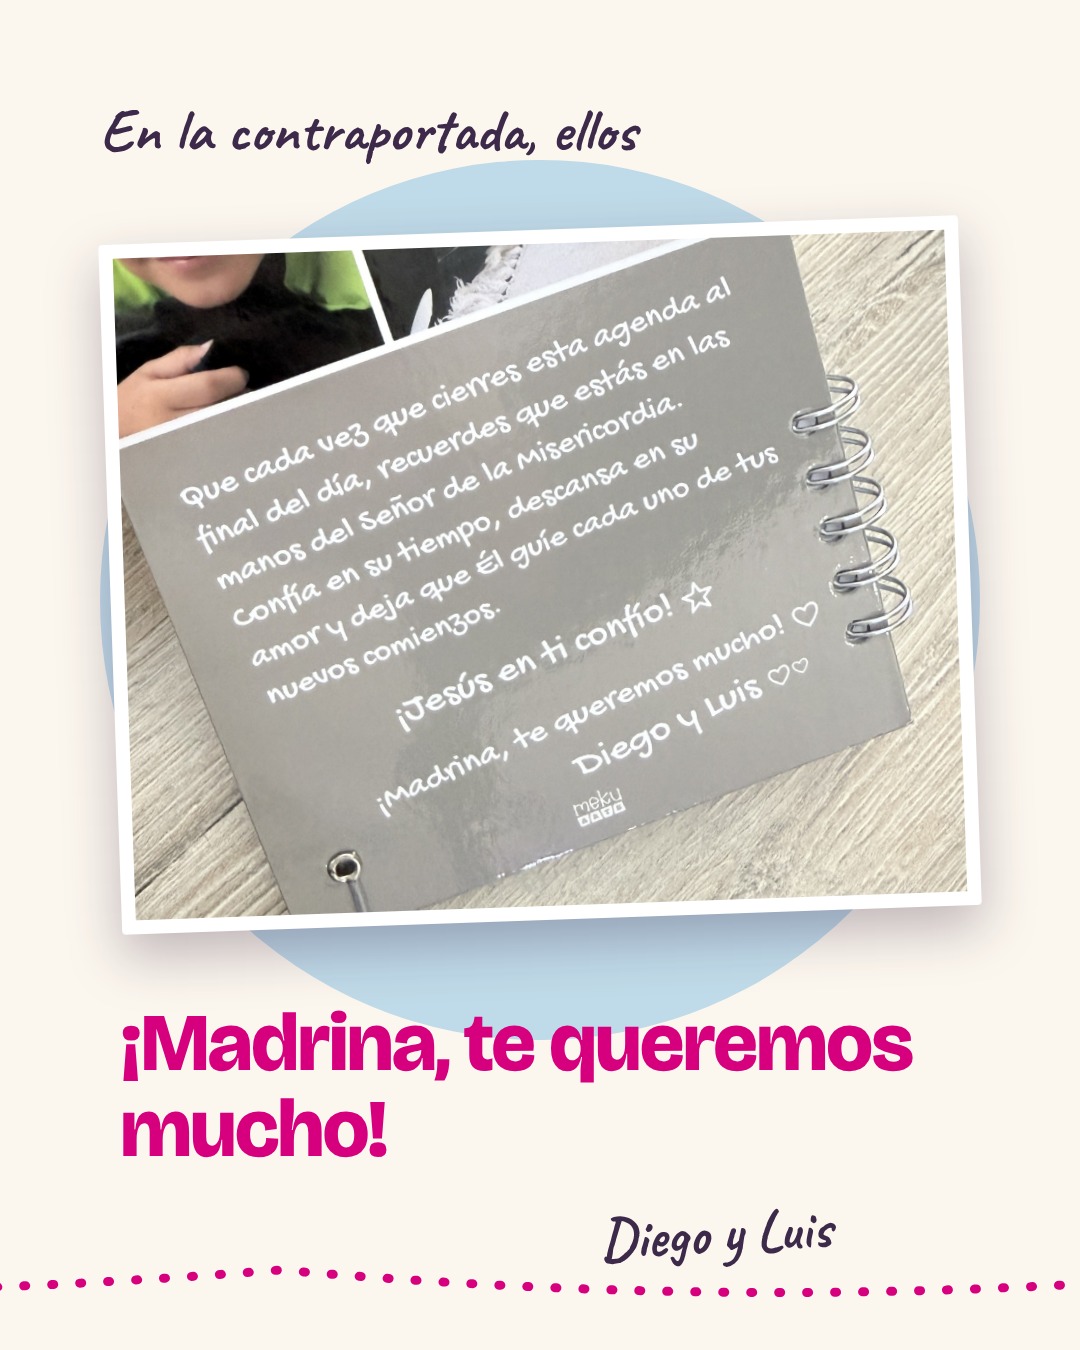 En la contraportada, ellos
Que cada vez que cierres esta agenda al
final del día, recuerdes que estás en las
manos del Señor de la Misericordia.
Confía en su tiempo, descansa en su
amor y deja que Él guíe cada uno de tus
nuevos comienzos.
¡Jesús en ti confío! ☆
¡Madrina, te queremos mucho! ♡
Diego y Luis ♡♡
meku
¡Madrina, te queremos
mucho!
Diego y Luis